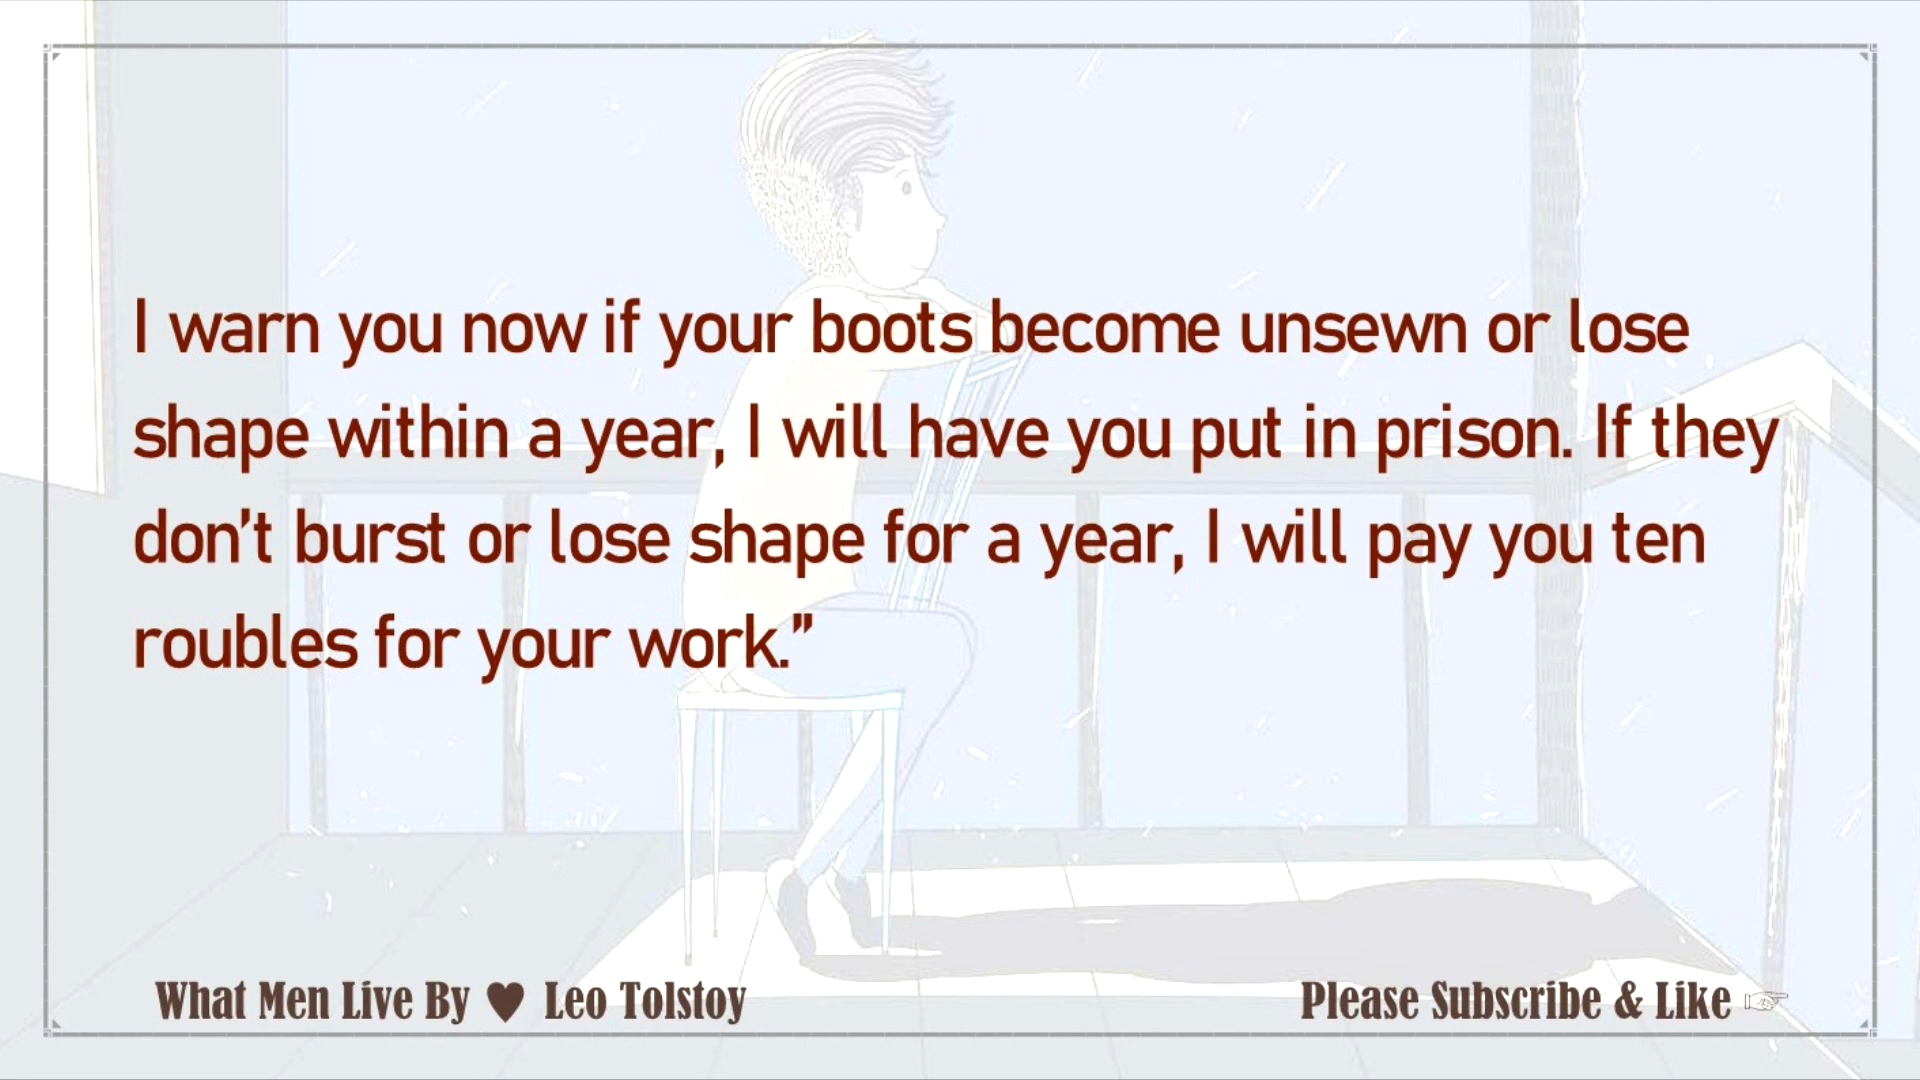 I warn you now if your boots become unsewn or lose
shape within a year, I will have you put in prison. If they
don’t burst or lose shape for a year, I will pay you ten
roubles for your work.”
What Men Live By ♥ Leo Tolstoy
Please Subscribe & Like ☞